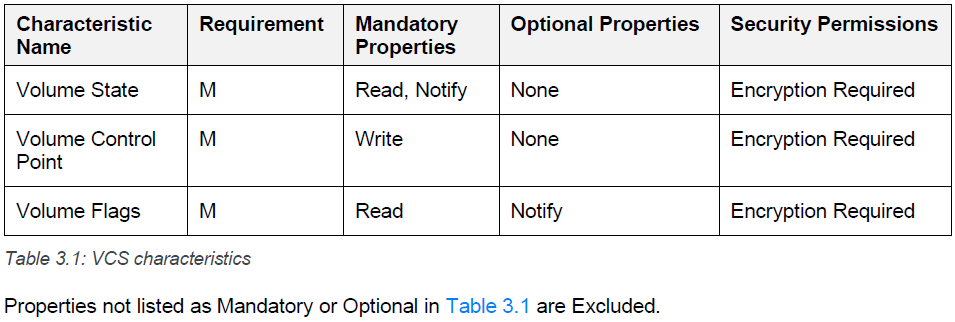 Characteristic Name Requirement Mandatory Properties Optional Properties Security Permissions
Volume State M Read, Notify None Encryption Required
Volume Control Point M Write None Encryption Required
Volume Flags M Read Notify Encryption Required
Table 3.1: VCS characteristics
Properties not listed as Mandatory or Optional in Table 3.1 are Excluded.